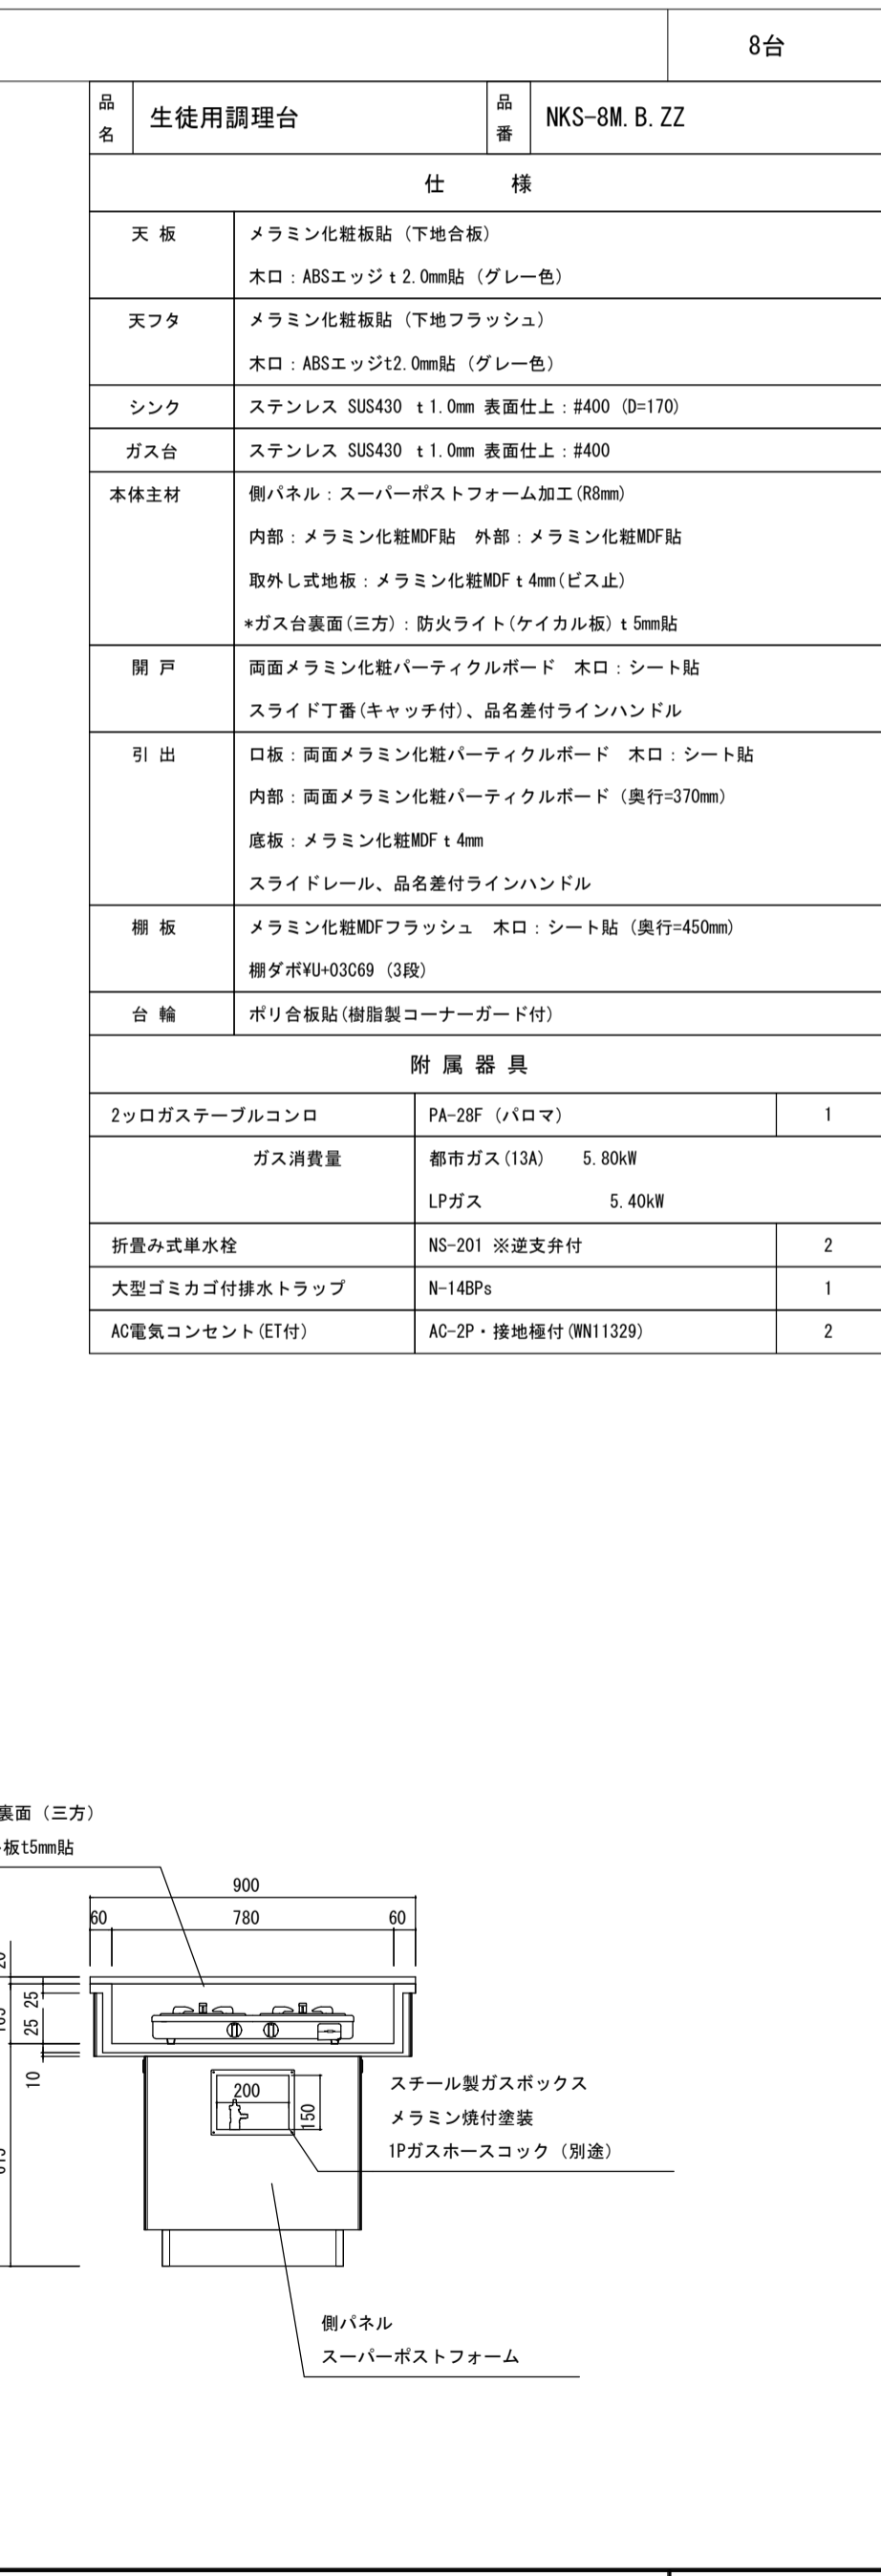 8台
品名 生徒用調理台 品番 NKS-8M.B.ZZ
仕 様
天 板 メラミン化粧板貼 (下地合板)
木口：ABSエッジ t 2.0mm貼 (グレー色)
天フタ メラミン化粧板貼 (下地フラッシュ)
木口：ABSエッジt2.0mm貼 (グレー色)
シンク ステンレス SUS430 t 1.0mm 表面仕上：#400 (D=170)
ガス台 ステンレス SUS430 t 1.0mm 表面仕上：#400
本体主材 側パネル：スーパーポストフォーム加工(R8mm)
内部：メラミン化粧MDF貼 外部：メラミン化粧MDF貼
取外し式地板：メラミン化粧MDF t 4mm(ビス止)
*ガス台裏面(三方)：防火ライト(ケイカル板) t 5mm貼
開 戸 両面メラミン化粧パーティクルボード 木口：シート貼
スライド丁番(キャッチ付)、品名差付ラインハンドル
引 出 口板：両面メラミン化粧パーティクルボード 木口：シート貼
内部：両面メラミン化粧パーティクルボード (奥行=370mm)
底板：メラミン化粧MDF t 4mm
スライドレール、品名差付ラインハンドル
棚 板 メラミン化粧MDFフラッシュ 木口：シート貼 (奥行=450mm)
棚ダボ¥U+03C69 (3段)
台 輪 ポリ合板貼(樹脂製コーナーガード付)
附 属 器 具
2ッ口ガステーブルコンロ PA-28F (パロマ) 1
ガス消費量 都市ガス(13A) 5.80kW
LPガス 5.40kW
折畳み式単水栓 NS-201 ※逆支弁付 2
大型ゴミカゴ付排水トラップ N-14BPs 1
AC電気コンセント(ET付) AC-2P・接地極付(WN11329) 2
裏面 (三方)
板t5mm貼
900
60 780 60
25
25
10
200
150
スチール製ガスボックス
メラミン焼付塗装
1Pガスホースコック (別途)
側パネル
スーパーポストフォーム